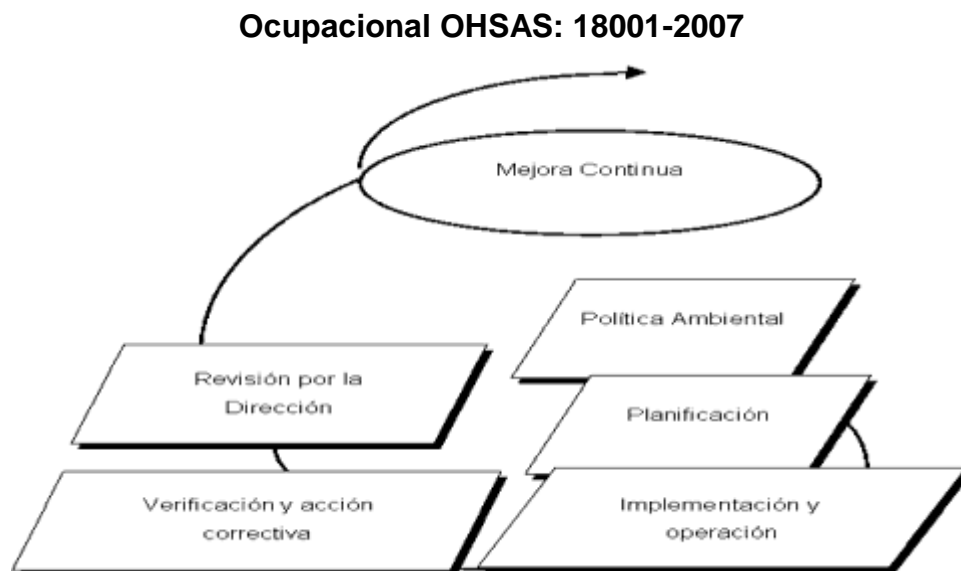 Ocupacional OHSAS: 18001-2007
Mejora Continua
Política Ambiental
Revisión por la
Dirección
Planificación
Verificación y acción
correctiva
Implementación y
operación